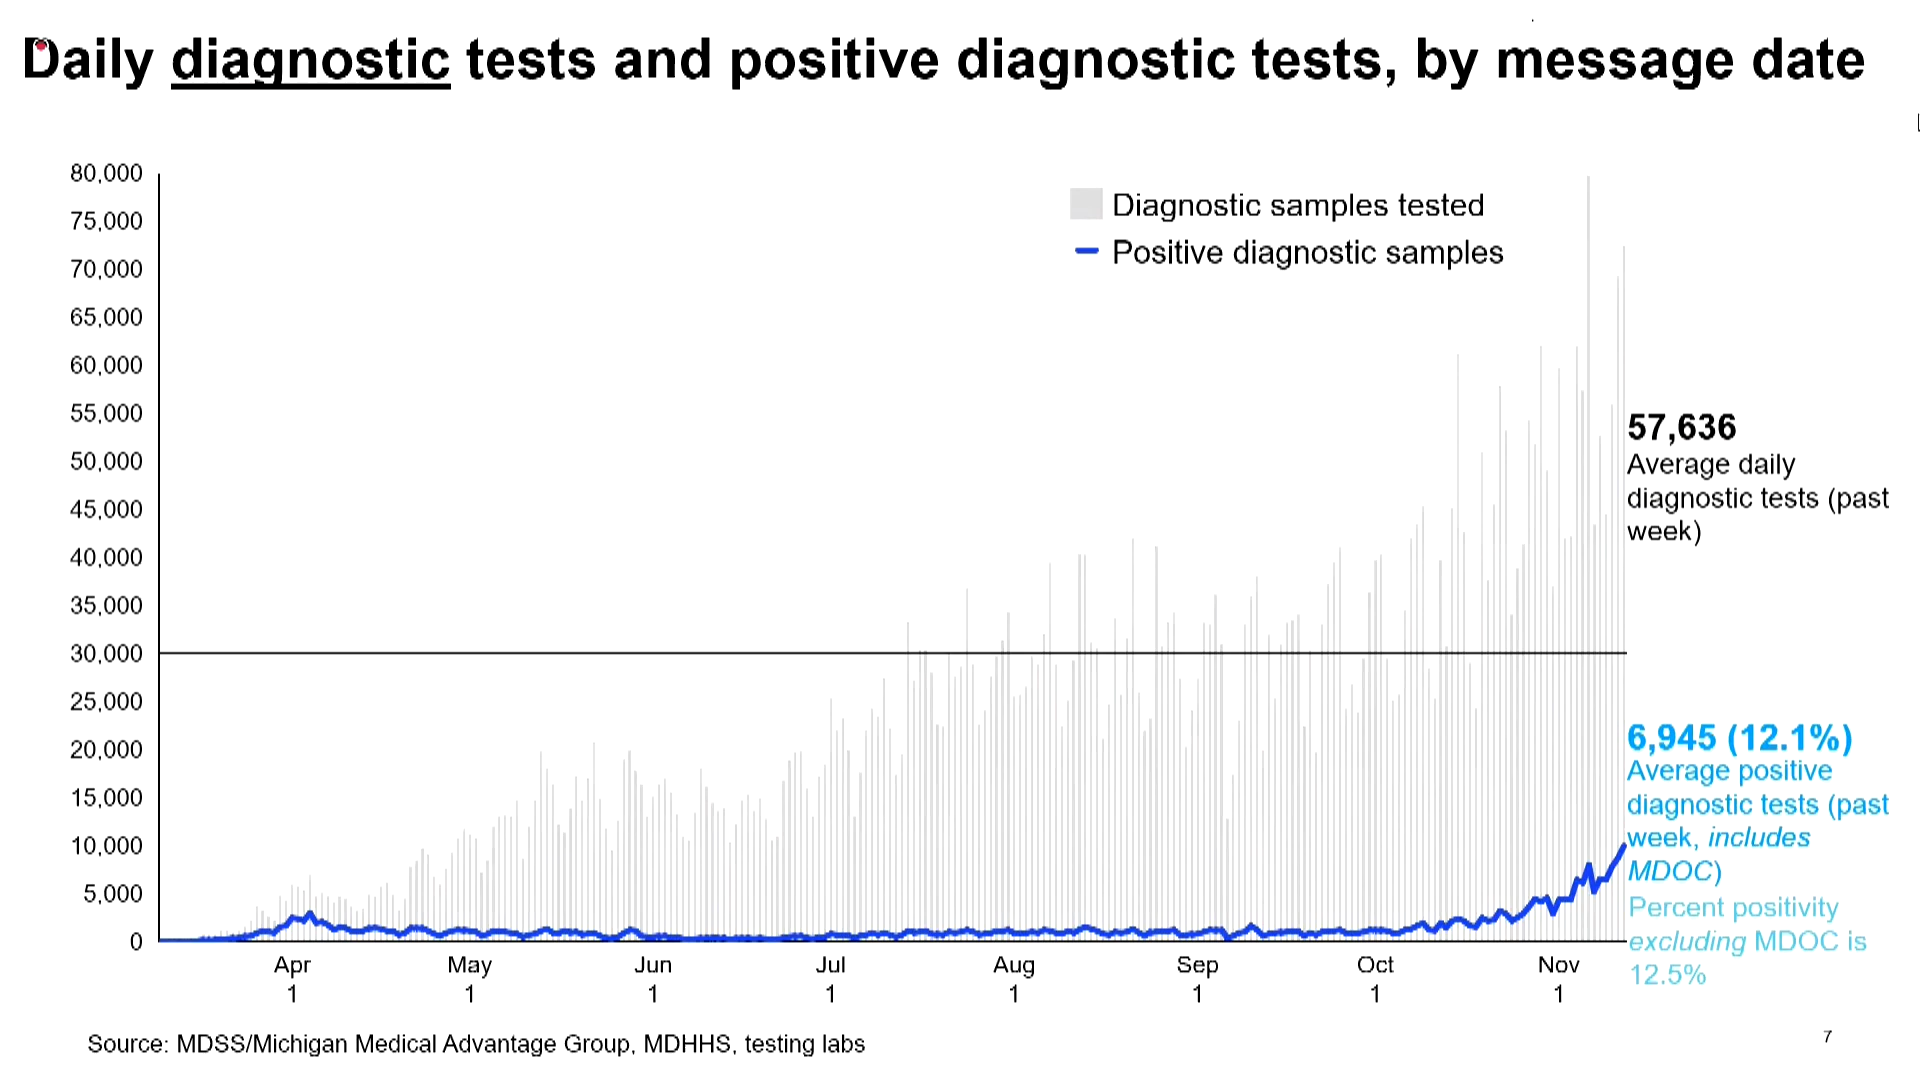 Daily diagnostic tests and positive diagnostic tests, by message date
80,000
75,000
70,000
65,000
60,000
55,000
50,000
45,000
40,000
35,000
30,000
25,000
20,000
15,000
10,000
5,000
0
Diagnostic samples tested
Positive diagnostic samples
57,636
Average daily
diagnostic tests (past
week)
6,945 (12.1%)
Average positive
diagnostic tests (past
week, includes
MDOC)
Percent positivity
excluding MDOC is
12.5%
Apr May Jun Jul Aug Sep Oct Nov
1 1 1 1 1 1 1 1
Source: MDSS/Michigan Medical Advantage Group, MDHHS, testing labs
7